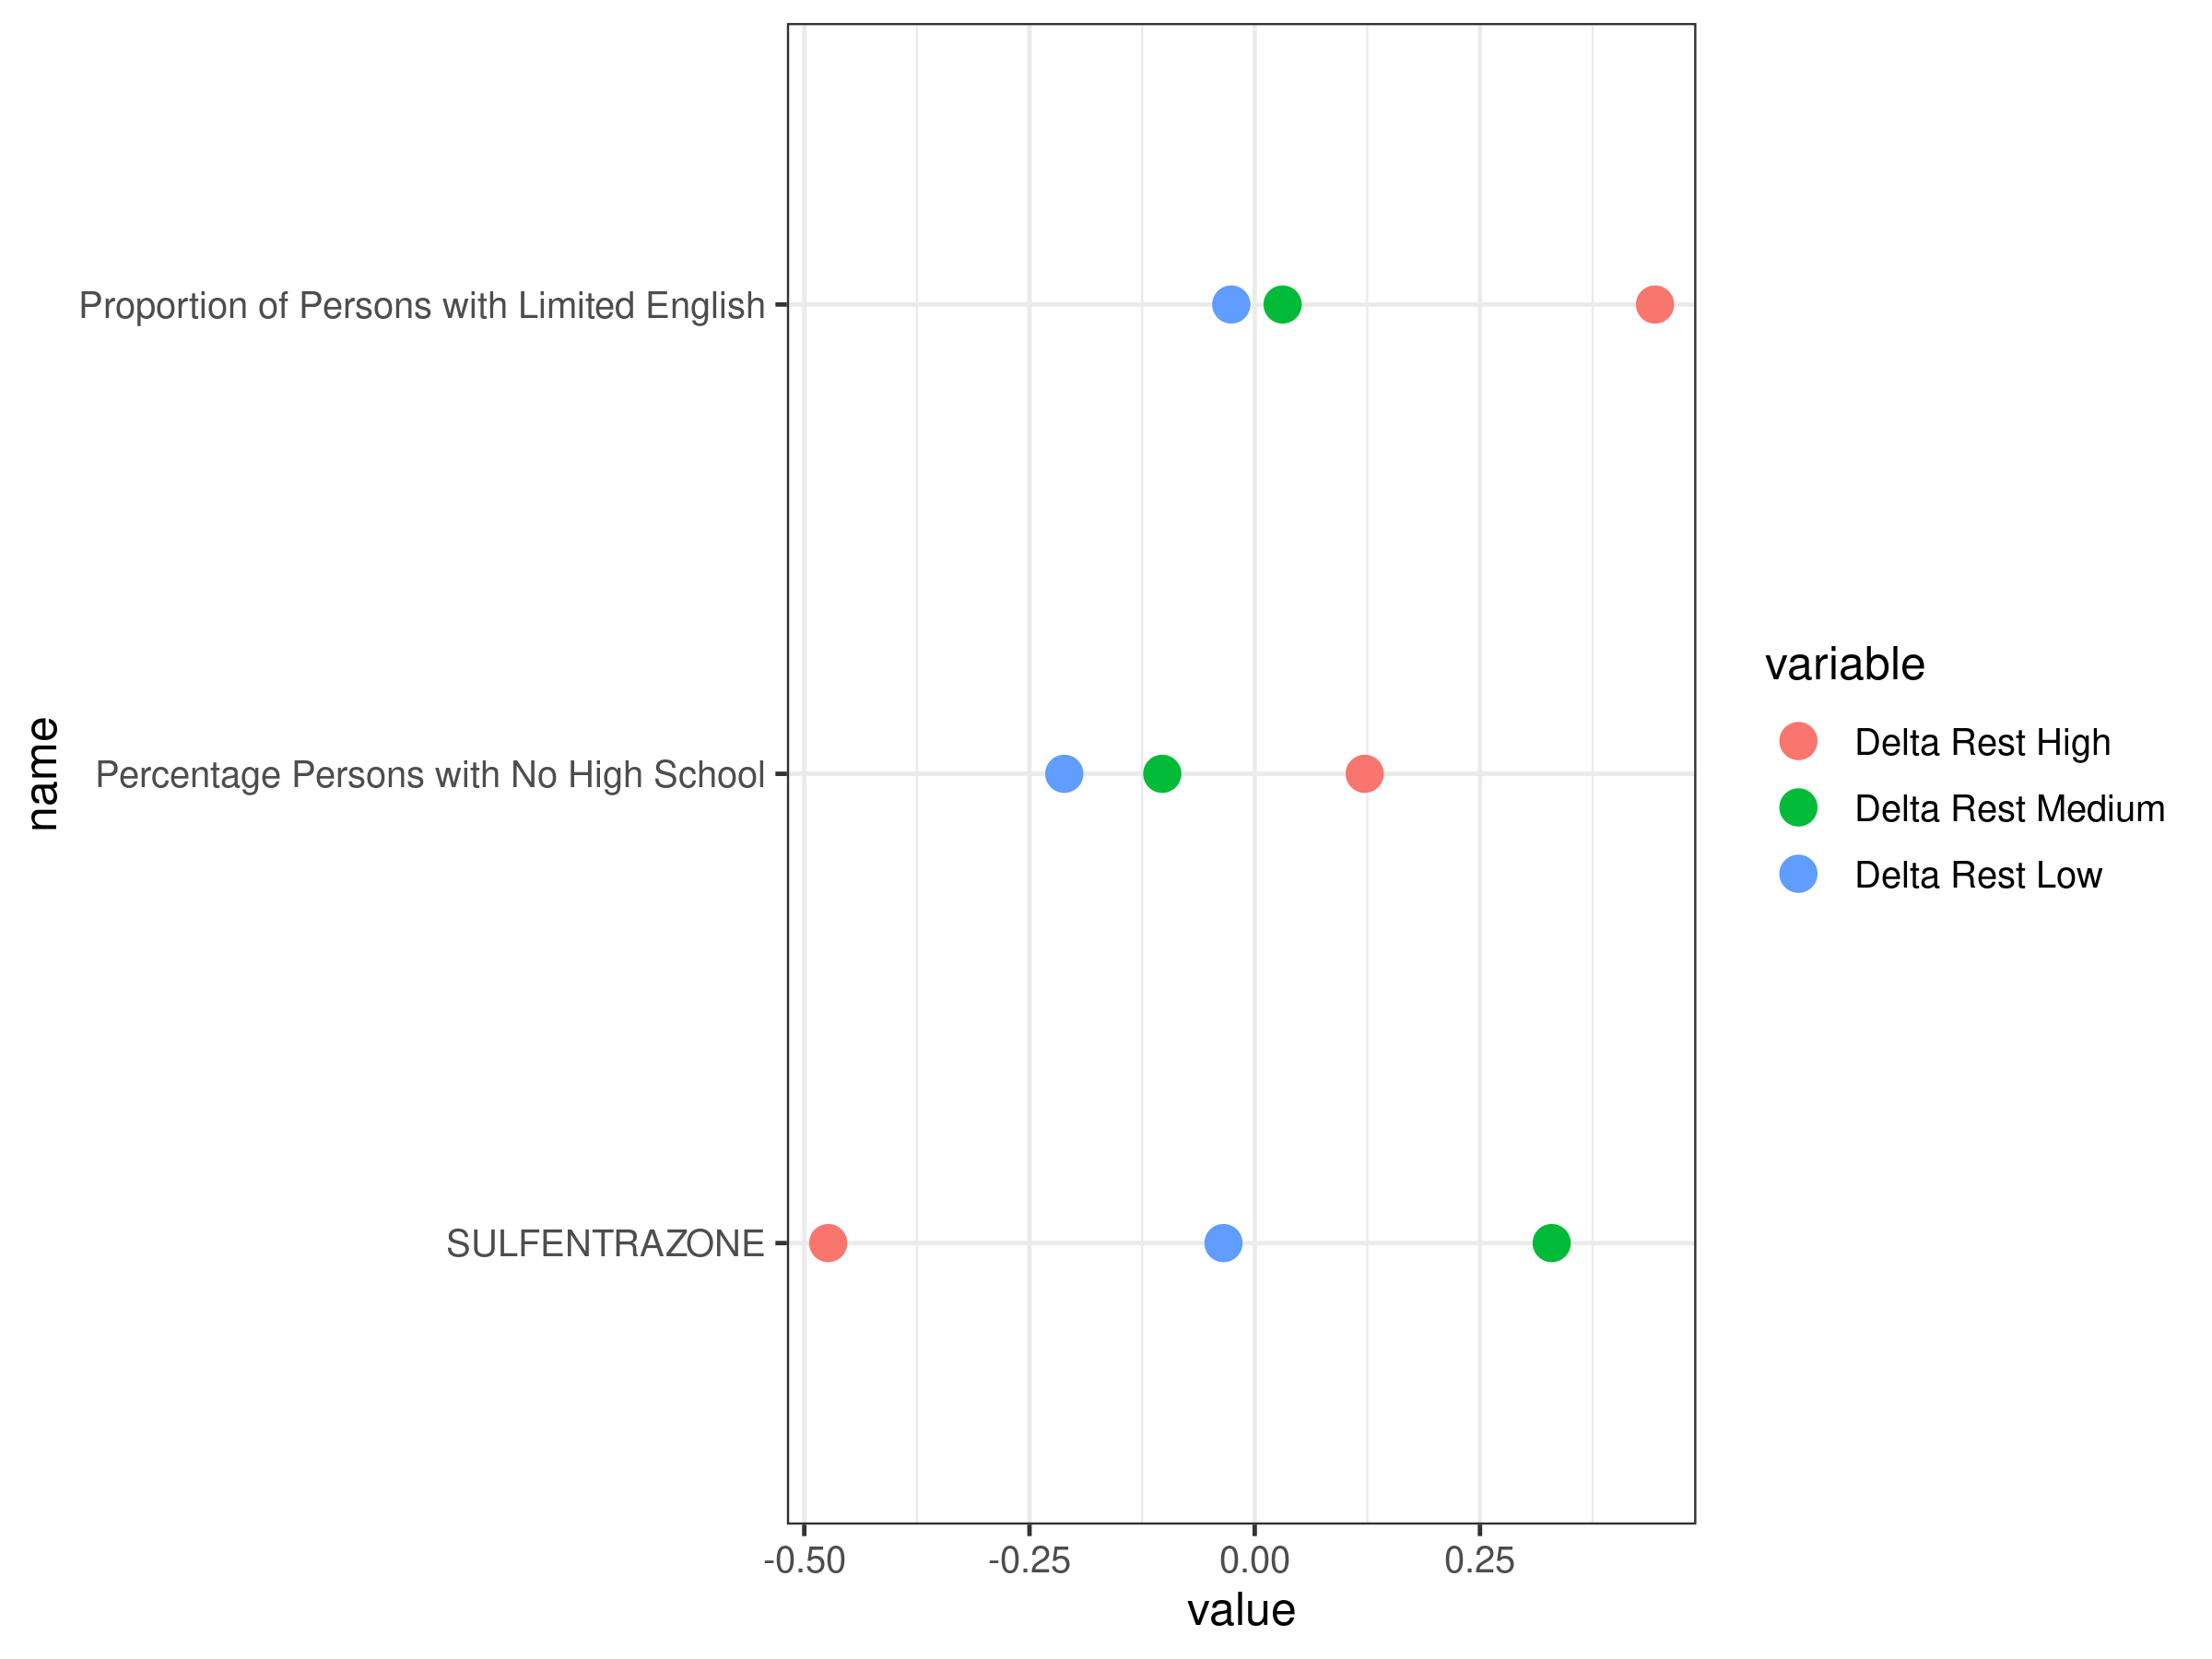 name
Proportion of Persons with Limited English
Percentage Persons with No High School
SULFENTRAZONE
-0.50
-0.25
0.00
0.25
value
variable
Delta Rest High
Delta Rest Medium
Delta Rest Low